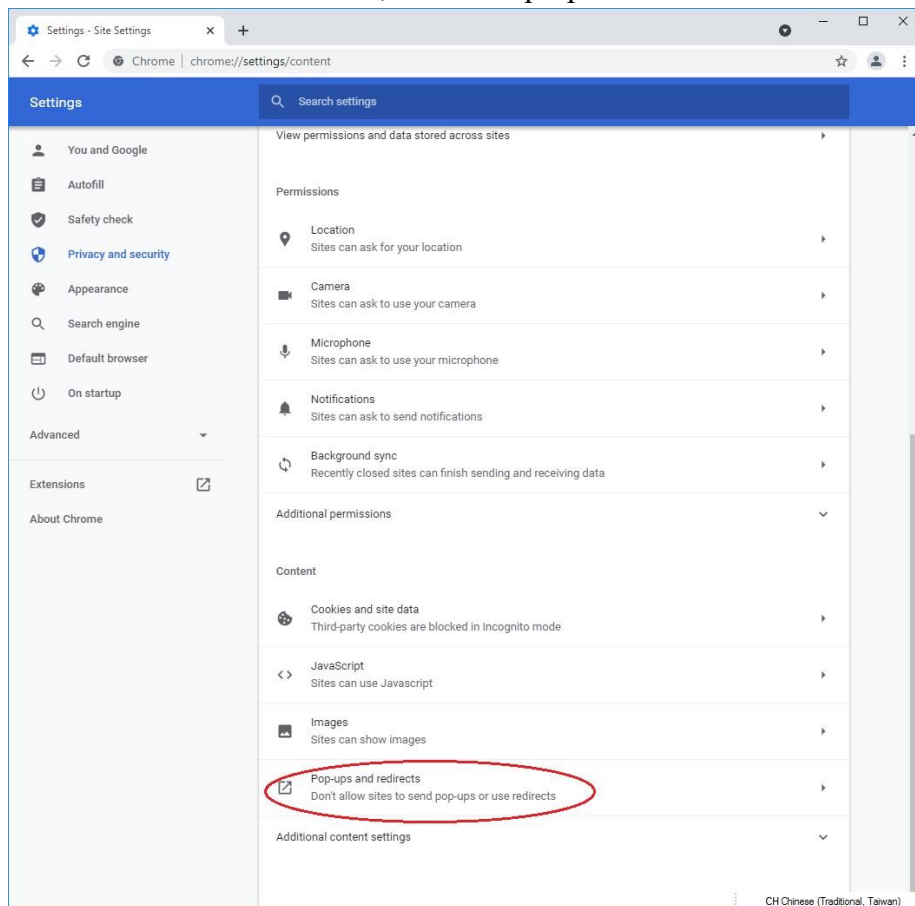 Settings - Site Settings
Chrome | chrome://settings/content
Settings
Search settings
You and Google
Autofill
Safety check
Privacy and security
Appearance
Search engine
Default browser
On startup
Advanced
Extensions
About Chrome
View permissions and data stored across sites
Permissions
Location
Sites can ask for your location
Camera
Sites can ask to use your camera
Microphone
Sites can ask to use your microphone
Notifications
Sites can ask to send notifications
Background sync
Recently closed sites can finish sending and receiving data
Additional permissions
Content
Cookies and site data
Third-party cookies are blocked in Incognito mode
JavaScript
Sites can use Javascript
Images
Sites can show images
Pop-ups and redirects
Don't allow sites to send pop-ups or use redirects
Additional content settings
CH Chinese (Traditional, Taiwan)